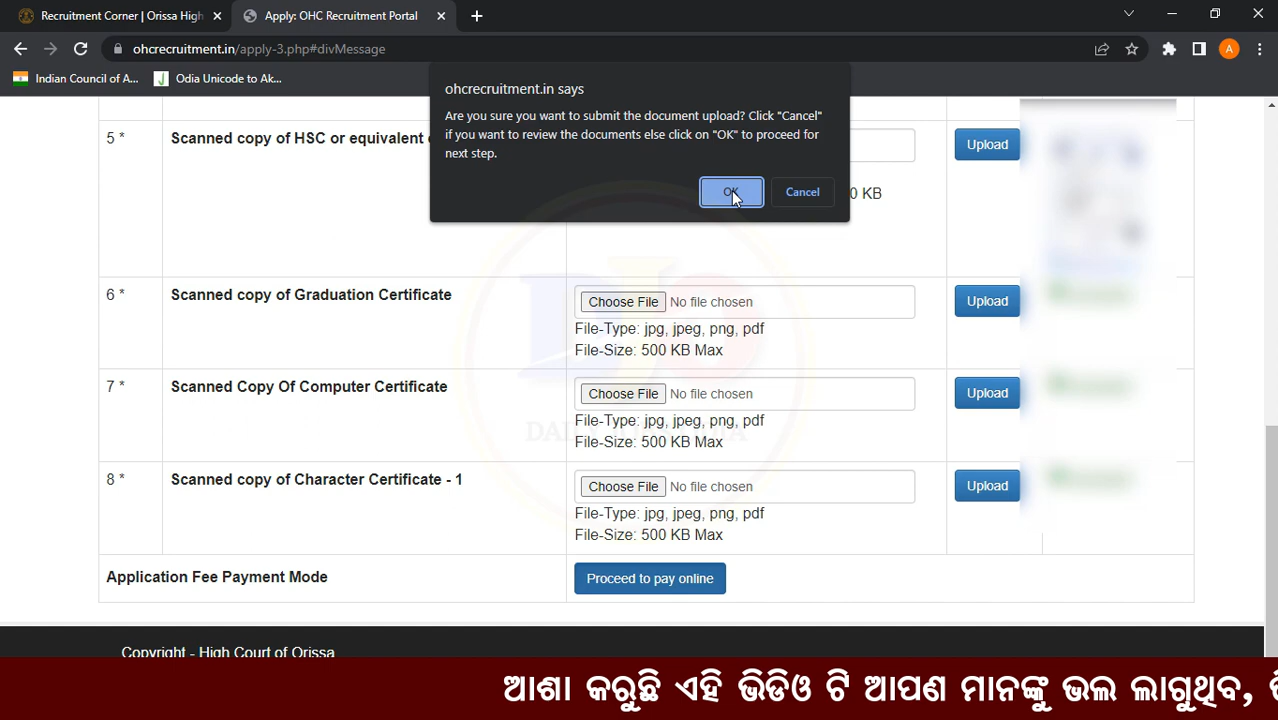 Recruitment Corner | Orissa High
Apply: OHC Recruitment Portal
ohcrecruitment.in/apply-3.php#divMessage
A
Indian Council of A...
Odia Unicode to Ak...
ohcrecruitment.in says
Are you sure you want to submit the document upload? Click "Cancel"
if you want to review the documents else click on "OK" to proceed for
next step.
OK
Cancel
5 *
Scanned copy of HSC or equivalent
Upload
0 KB
6 *
Scanned copy of Graduation Certificate
Choose File No file chosen
Upload
File-Type: jpg, jpeg, png, pdf
File-Size: 500 KB Max
7 *
Scanned Copy Of Computer Certificate
Choose File No file chosen
Upload
File-Type: jpg, jpeg, png, pdf
File-Size: 500 KB Max
8 *
Scanned copy of Character Certificate - 1
Choose File No file chosen
Upload
File-Type: jpg, jpeg, png, pdf
File-Size: 500 KB Max
Application Fee Payment Mode
Proceed to pay online
Copyright - High Court of Orissa
ଆଶା କରୁଛି ଏହି ଭିଡିଓ ଟି ଆପଣ ମାନଙ୍କୁ ଭଲ ଲାଗୁଥିବ,